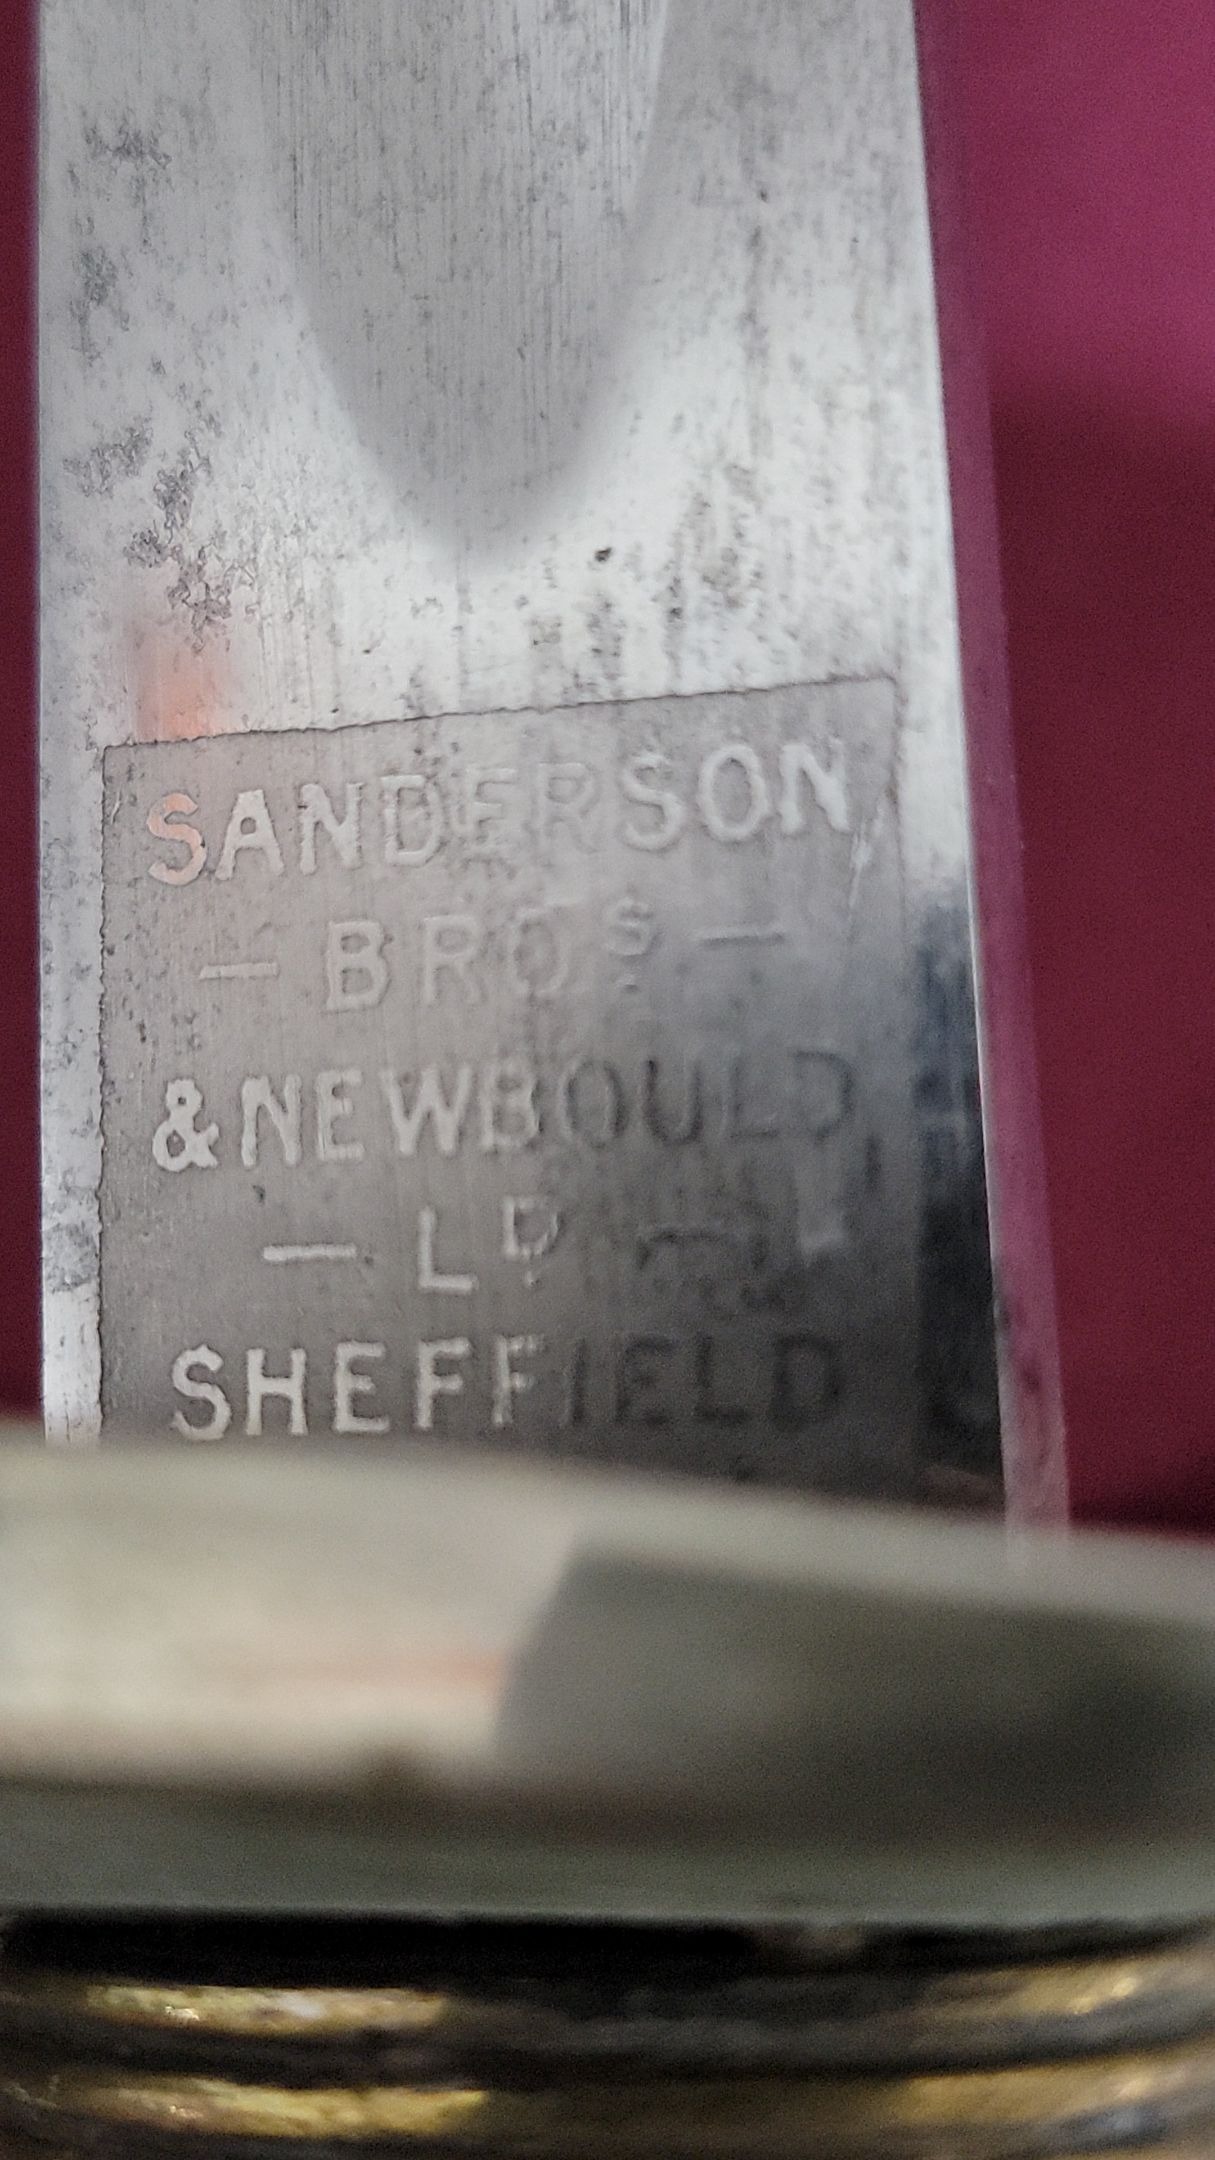 SANDERSON
— BROS —
& NEWBOULD
— LD —
SHEFFIELD